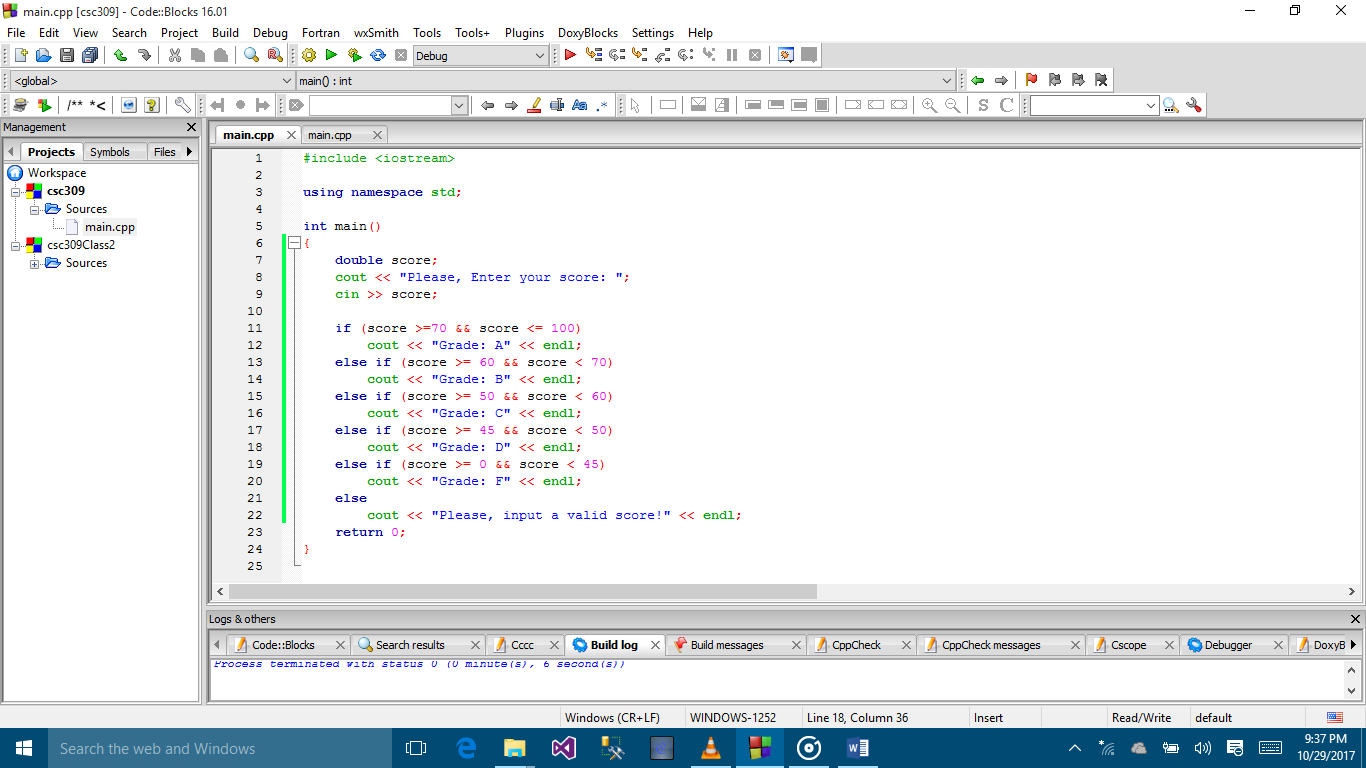 main.cpp [csc309] - Code::Blocks 16.01
File Edit View Search Project Build Debug Fortran wxSmith Tools Tools+ Plugins DoxyBlocks Settings Help
Debug
<global> main() : int
/** *< Aa .* S C
Management
Projects Symbols Files
Workspace
csc309
Sources
main.cpp
csc309Class2
Sources
main.cpp main.cpp
1 #include <iostream>
2
3 using namespace std;
4
5 int main()
6 {
7 double score;
8 cout << "Please, Enter your score: ";
9 cin >> score;
10
11 if (score >=70 && score <= 100)
12 cout << "Grade: A" << endl;
13 else if (score >= 60 && score < 70)
14 cout << "Grade: B" << endl;
15 else if (score >= 50 && score < 60)
16 cout << "Grade: C" << endl;
17 else if (score >= 45 && score < 50)
18 cout << "Grade: D" << endl;
19 else if (score >= 0 && score < 45)
20 cout << "Grade: F" << endl;
21 else
22 cout << "Please, input a valid score!" << endl;
23 return 0;
24 }
25
Logs & others
Code::Blocks Search results Cccc Build log Build messages CppCheck CppCheck messages Cscope Debugger DoxyB
Process terminated with status 0 (0 minute(s), 6 second(s))
Windows (CR+LF) WINDOWS-1252 Line 18, Column 36 Insert Read/Write default
Search the web and Windows
9:37 PM
10/29/2017